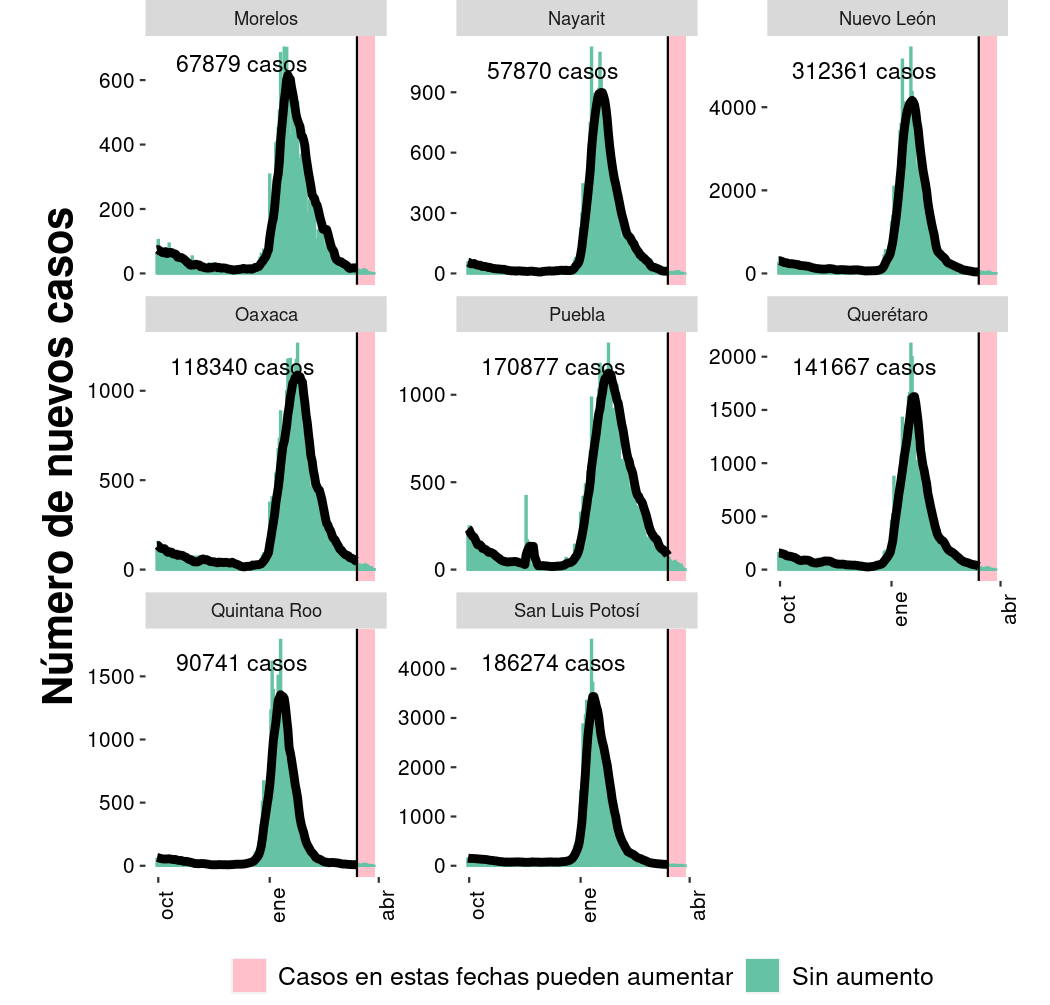 Número de nuevos casos
Morelos
67879 casos
600
400
200
0
Nayarit
57870 casos
900
600
300
0
Nuevo León
312361 casos
4000
2000
0
Oaxaca
118340 casos
1000
500
0
Puebla
170877 casos
1000
500
0
Querétaro
141667 casos
2000
1500
1000
500
0
oct
ene
abr
Quintana Roo
90741 casos
1500
1000
500
0
oct
ene
abr
San Luis Potosí
186274 casos
4000
3000
2000
1000
0
oct
ene
abr
Casos en estas fechas pueden aumentar
Sin aumento